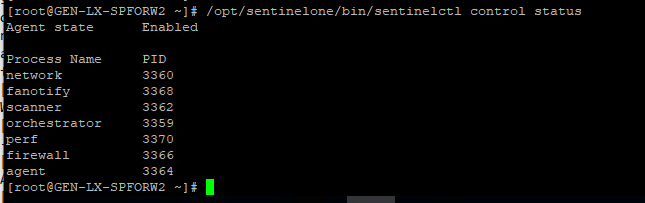 [root@GEN-LX-SPFORW2 ~]# /opt/sentinelone/bin/sentinelctl control status
Agent state      Enabled

Process Name     PID
network          3360
fanotify         3368
scanner          3362
orchestrator     3359
perf             3370
firewall         3366
agent            3364
[root@GEN-LX-SPFORW2 ~]#